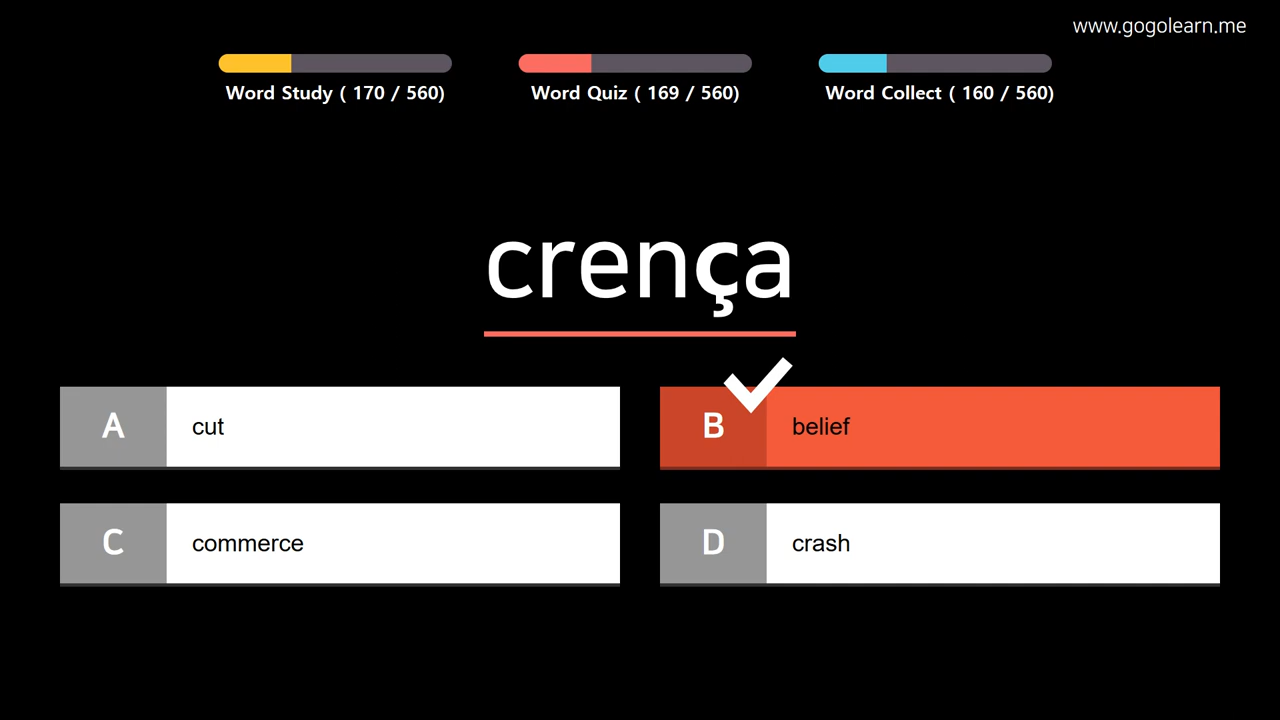 www.gogolearn.me
Word Study ( 170 / 560)
Word Quiz ( 169 / 560)
Word Collect ( 160 / 560)
crença
A cut
B belief
C commerce
D crash